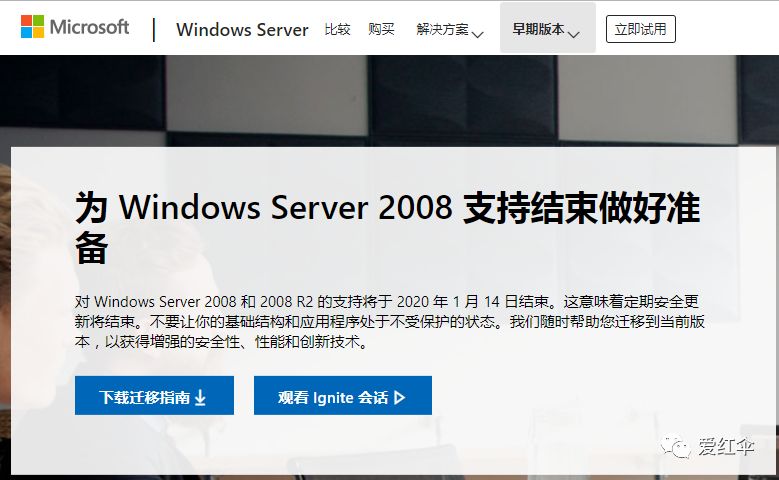 Microsoft
Windows Server 比较 购买 解决方案 早期版本 立即试用
为 Windows Server 2008 支持结束做好准
备
对 Windows Server 2008 和 2008 R2 的支持将于 2020 年 1 月 14 日结束。这意味着定期安全更
新将结束。不要让你的基础结构和应用程序处于不受保护的状态。我们随时帮助您迁移到当前版
本，以获得增强的安全性、性能和创新技术。
下载迁移指南 观看 Ignite 会话
爱红伞